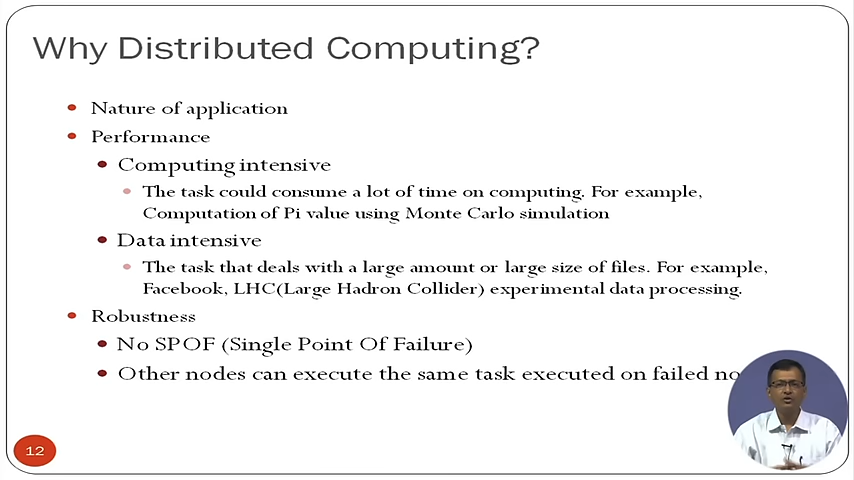 Why Distributed Computing?
Nature of application
Performance
Computing intensive
The task could consume a lot of time on computing. For example,
Computation of Pi value using Monte Carlo simulation
Data intensive
The task that deals with a large amount or large size of files. For example,
Facebook, LHC(Large Hadron Collider) experimental data processing.
Robustness
No SPOF (Single Point Of Failure)
Other nodes can execute the same task executed on failed
12